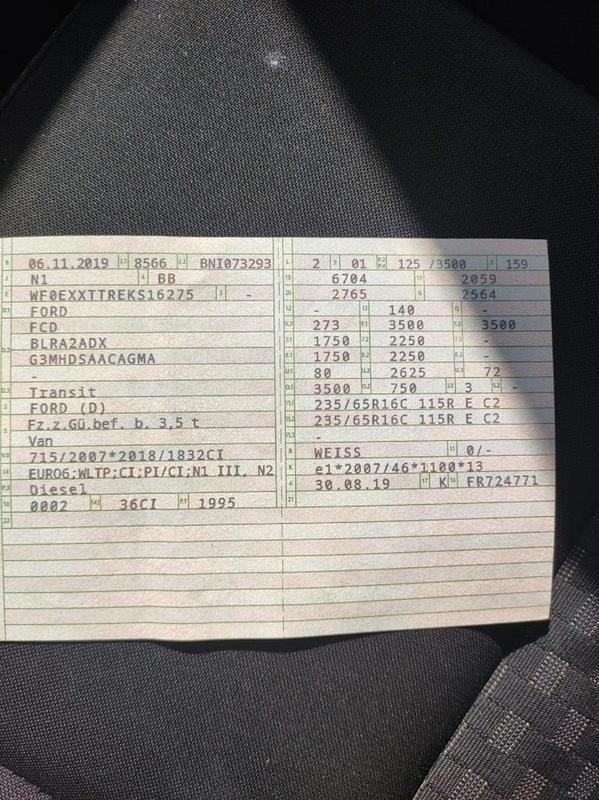 06.11.2019 8566 BNI073293
N1 BB
WF0EXXTTREKS16275 -
FORD
FCD
BLRA2ADX
G3MHDSAACAGMA
-
Transit
FORD (D)
Fz.z.Gü.bef. b. 3,5 t
Van
715/2007*2018/1832CI
EURO6;WLTP;CI;PI/CI;N1 III, N2
Diesel
0002 36CI 1995
2 01 125 /3500 159
6704 2059
2765 2564
- 140 -
273 3500 3500
1750 2250 -
1750 2250 -
80 2625 72
3500 750 3 -
235/65R16C 115R E C2
235/65R16C 115R E C2
-
WEISS 0/-
e1*2007/46*1100*13
30.08.19 K FR724771